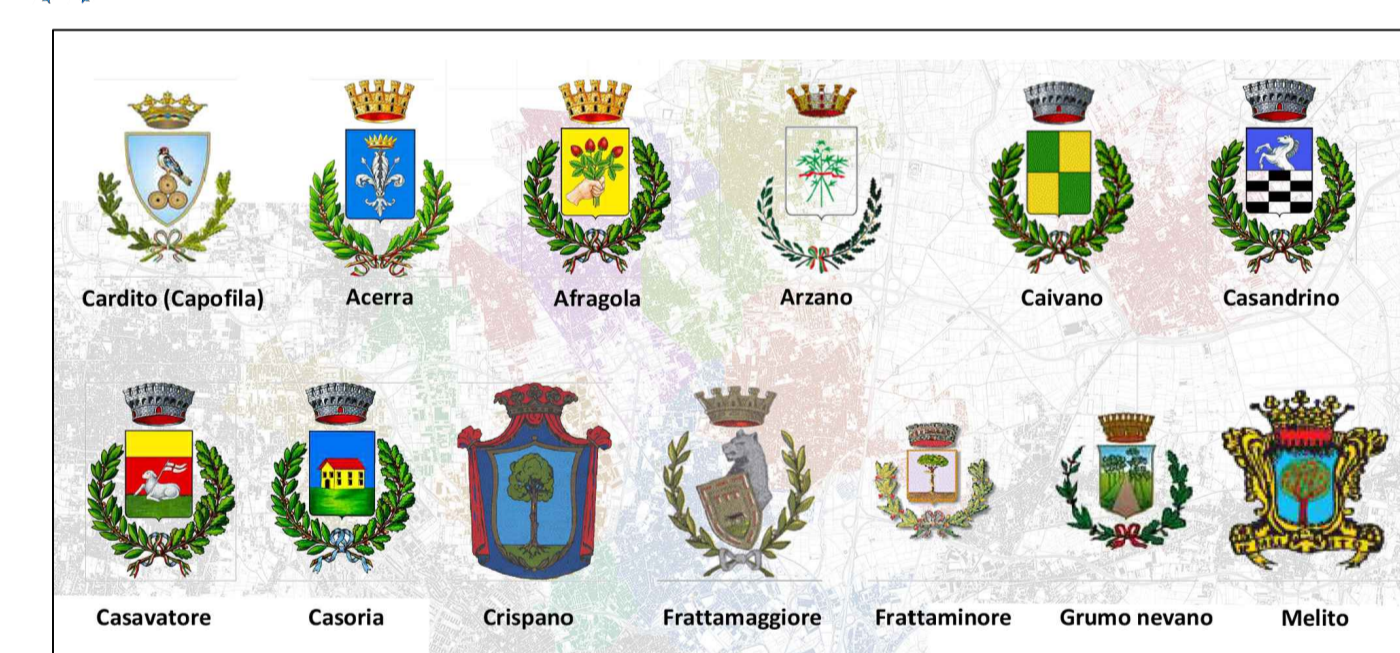 Cardito (Capofila) Acerra Afragola Arzano Caivano Casandrino
Casavatore Casoria Crispano Frattamaggiore Frattaminore Grumo nevano Melito